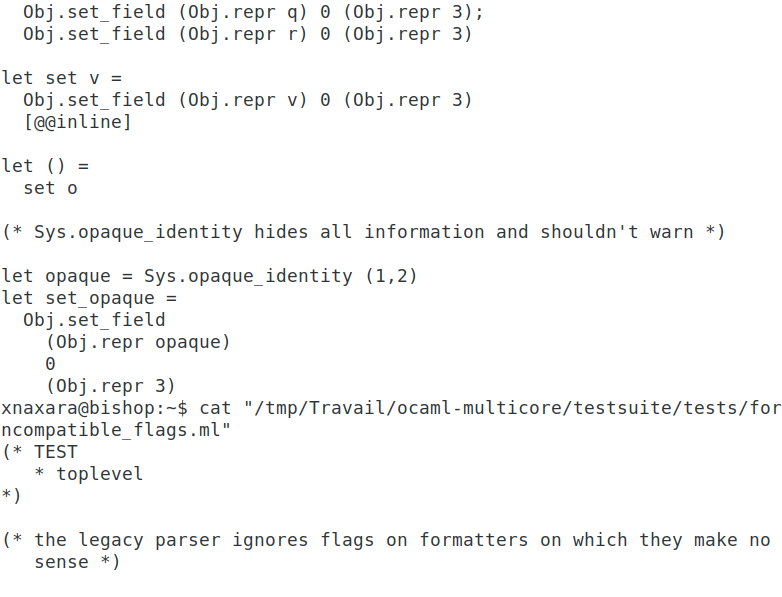 Obj.set_field (Obj.repr q) 0 (Obj.repr 3);
  Obj.set_field (Obj.repr r) 0 (Obj.repr 3)

let set v =
  Obj.set_field (Obj.repr v) 0 (Obj.repr 3)
  [@@inline]

let () =
  set o

(* Sys.opaque_identity hides all information and shouldn't warn *)

let opaque = Sys.opaque_identity (1,2)
let set_opaque =
  Obj.set_field
    (Obj.repr opaque)
    0
    (Obj.repr 3)
xnaxara@bishop:~$ cat "/tmp/Travail/ocaml-multicore/testsuite/tests/for
ncompatible_flags.ml"
(* TEST
   * toplevel
*)

(* the legacy parser ignores flags on formatters on which they make no
   sense *)